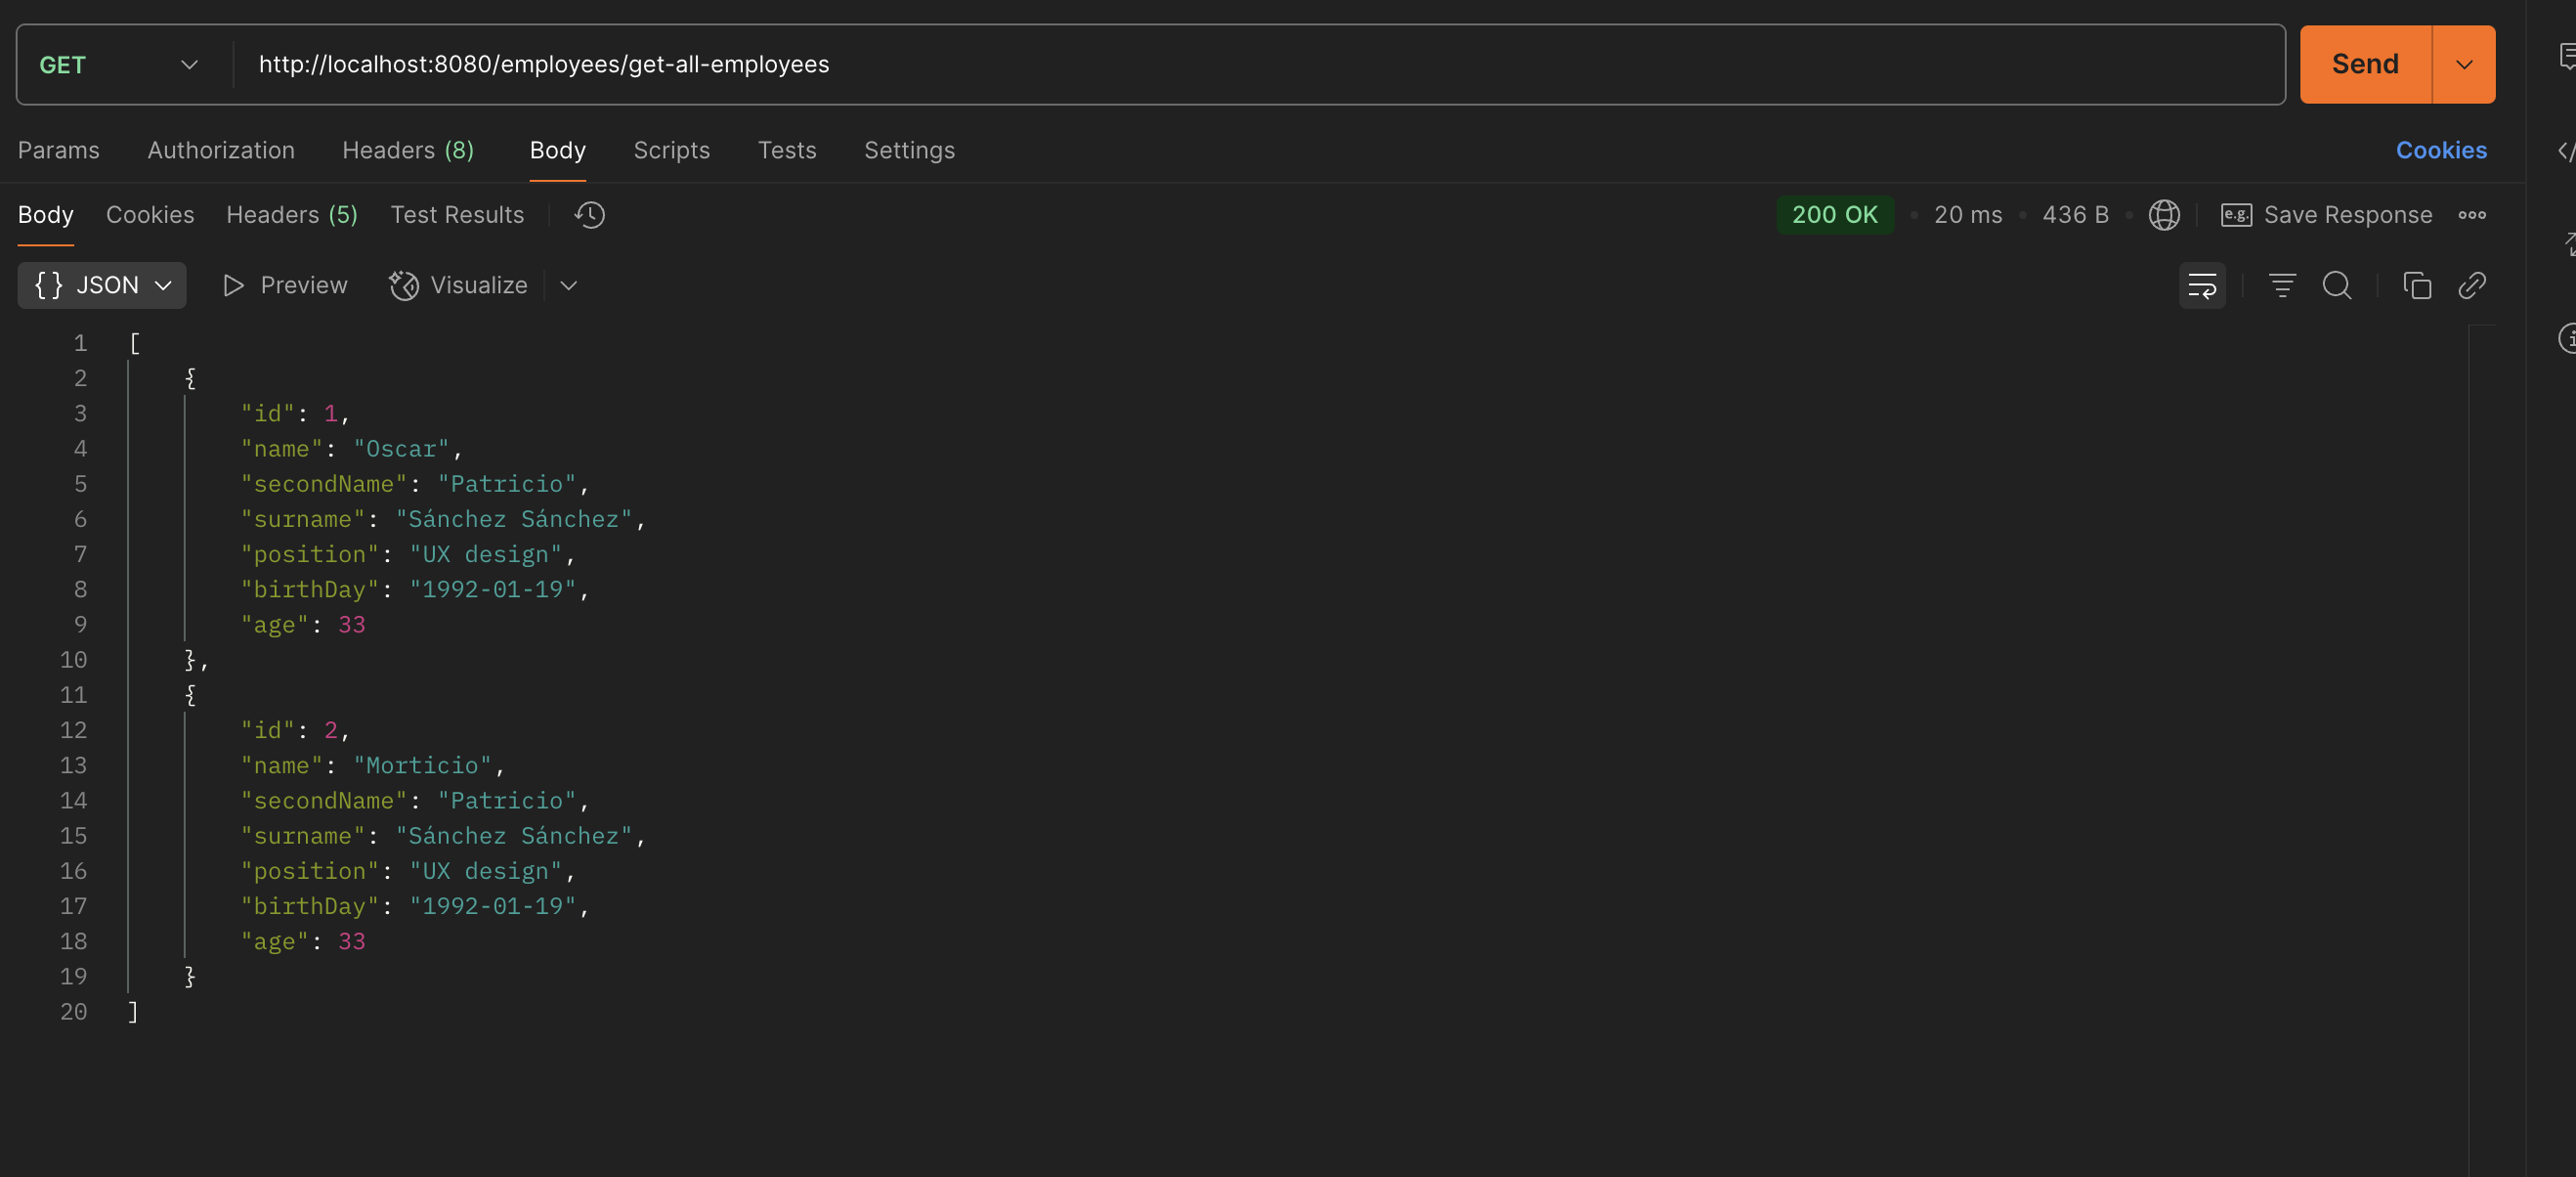 GET http://localhost:8080/employees/get-all-employees Send
Params Authorization Headers (8) Body Scripts Tests Settings Cookies
Body Cookies Headers (5) Test Results 200 OK • 20 ms • 436 B • e.g. Save Response
{ } JSON Preview Visualize
1 [
2 {
3 "id": 1,
4 "name": "Oscar",
5 "secondName": "Patricio",
6 "surname": "Sánchez Sánchez",
7 "position": "UX design",
8 "birthDay": "1992-01-19",
9 "age": 33
10 },
11 {
12 "id": 2,
13 "name": "Morticio",
14 "secondName": "Patricio",
15 "surname": "Sánchez Sánchez",
16 "position": "UX design",
17 "birthDay": "1992-01-19",
18 "age": 33
19 }
20 ]